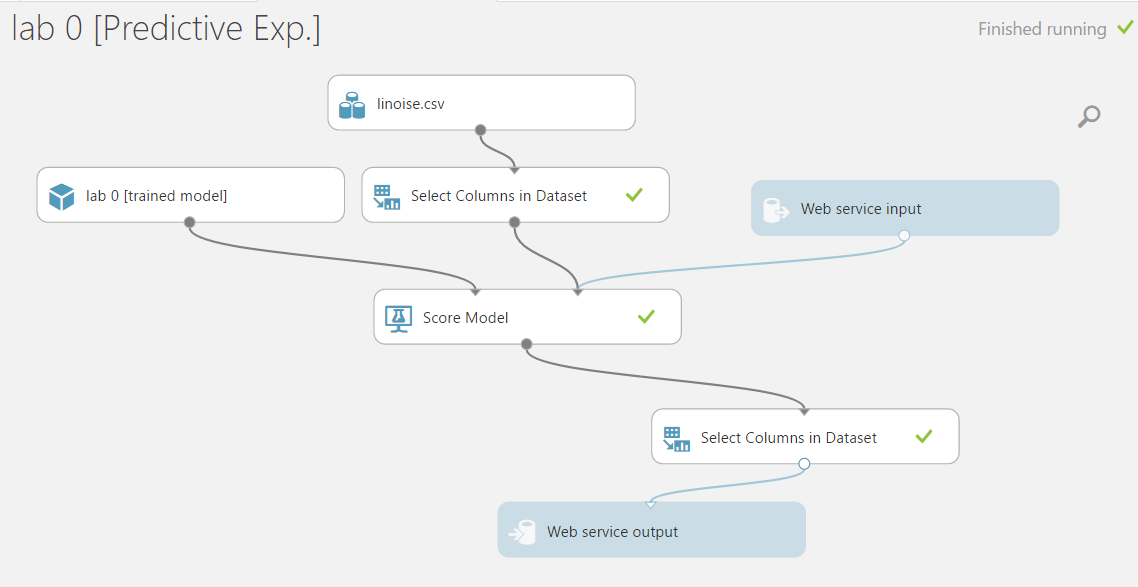 lab 0 [Predictive Exp.]
Finished running
linoise.csv
lab 0 [trained model]
Select Columns in Dataset
Web service input
Score Model
Select Columns in Dataset
Web service output